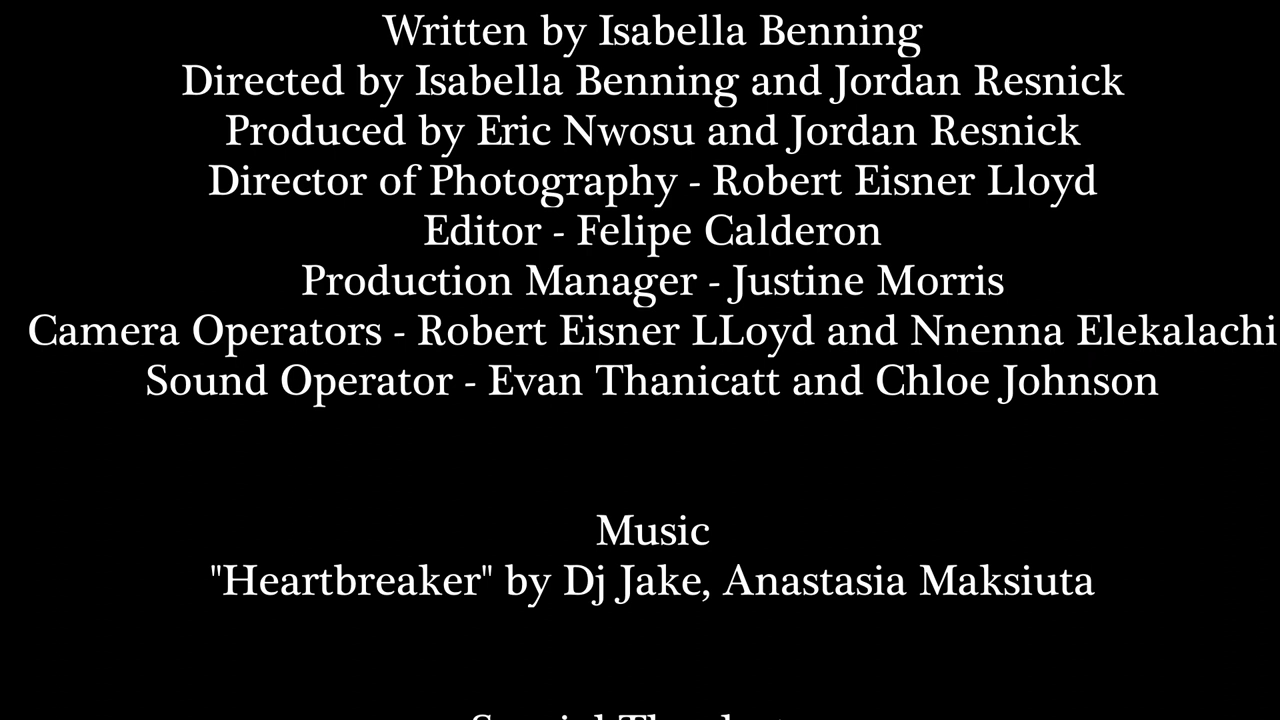 Written by Isabella Benning
Directed by Isabella Benning and Jordan Resnick
Produced by Eric Nwosu and Jordan Resnick
Director of Photography - Robert Eisner Lloyd
Editor - Felipe Calderon
Production Manager - Justine Morris
Camera Operators - Robert Eisner LLoyd and Nnenna Elekalachi
Sound Operator - Evan Thanicatt and Chloe Johnson
Music
"Heartbreaker" by Dj Jake, Anastasia Maksiuta